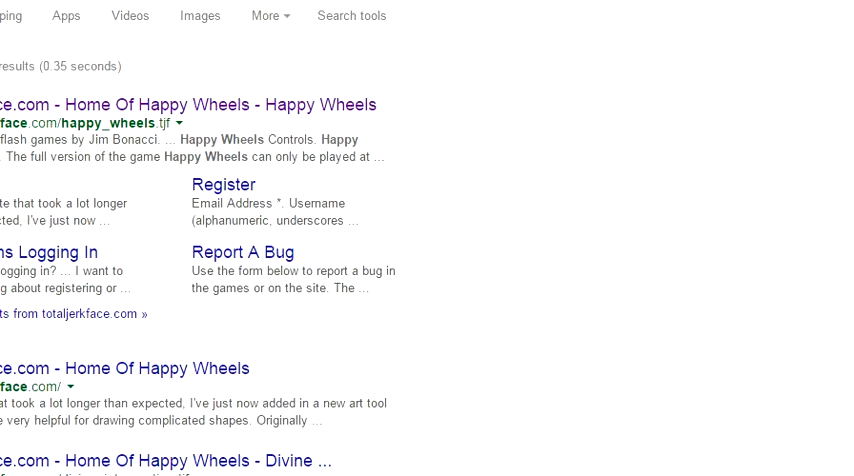 ping Apps Videos Images More Search tools
results (0.35 seconds)
ce.com - Home Of Happy Wheels - Happy Wheels
face.com/happy_wheels.tjf
flash games by Jim Bonacci. ... Happy Wheels Controls. Happy
. The full version of the game Happy Wheels can only be played at ...
Register
te that took a lot longer
cted, I've just now ...
Email Address *. Username
(alphanumeric, underscores ...
ns Logging In
ogging in? ... I want to
g about registering or ...
Report A Bug
Use the form below to report a bug in
the games or on the site. The ...
ts from totaljerkface.com »
ce.com - Home Of Happy Wheels
face.com/
at took a lot longer than expected, I've just now added in a new art tool
e very helpful for drawing complicated shapes. Originally ...
ce.com - Home Of Happy Wheels - Divine ...